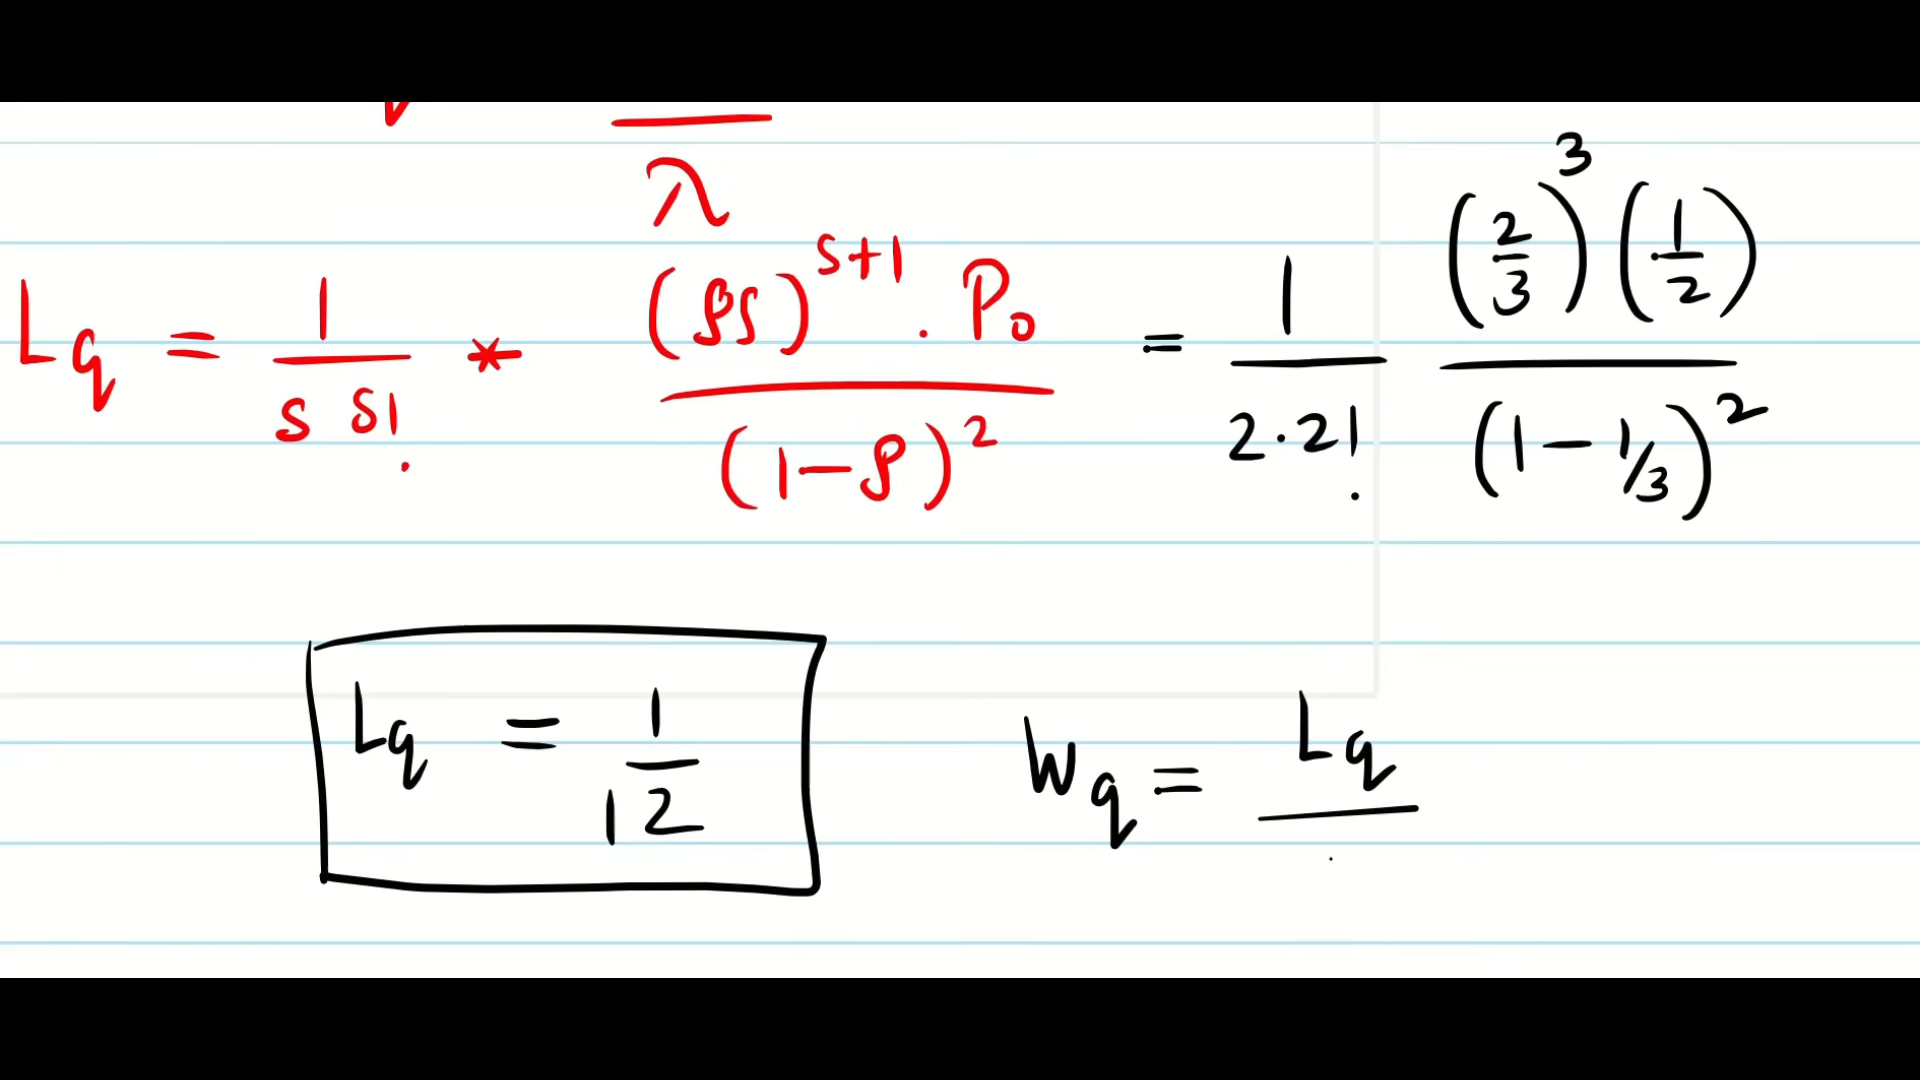 λ
Lq = 1/(s s!) * (ρs)^(s+1) . P₀/(1-ρ)² = 1/(2·2!) (2/3)³ (1/2)/(1-1/3)²
Lq = 1/12
Wq = Lq/